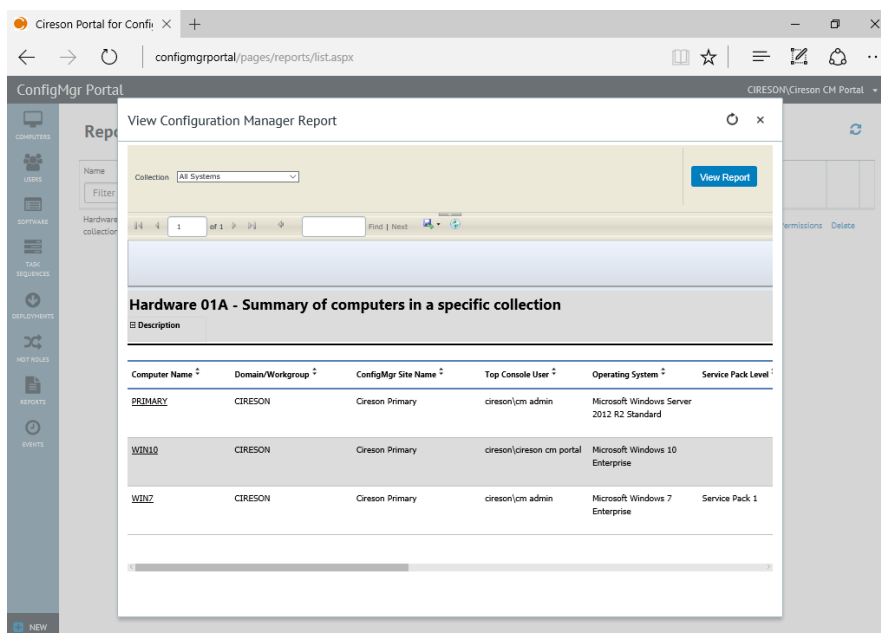 Cireson Portal for Confi
configmgrportal/pages/reports/list.aspx
ConfigMgr Portal
CIRESON\Cireson CM Portal
COMPUTERS
USERS
SOFTWARE
TASK
SEQUENCES
DEPLOYMENTS
MDT ROLES
REPORTS
EVENTS
NEW
Repo
Name
Filter
Hardware
collection
ermissions Delete
View Configuration Manager Report
Collection All Systems
View Report
1 of 1 Find | Next
Hardware 01A - Summary of computers in a specific collection
Description
Computer Name Domain/Workgroup ConfigMgr Site Name Top Console User Operating System Service Pack Level
PRIMARY CIRESON Cireson Primary cireson\cm admin Microsoft Windows Server
2012 R2 Standard
WIN10 CIRESON Cireson Primary cireson\cireson cm portal Microsoft Windows 10
Enterprise
WIN7 CIRESON Cireson Primary cireson\cm admin Microsoft Windows 7 Service Pack 1
Enterprise